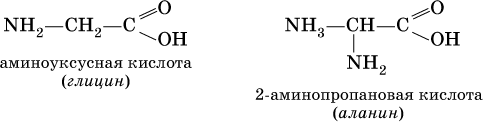 NH₂—CH₂—C
O
OH
аминоуксусная кислота
(глицин)
NH₃—CH—C
O
OH
NH₂
2-аминопропановая кислота
(аланин)